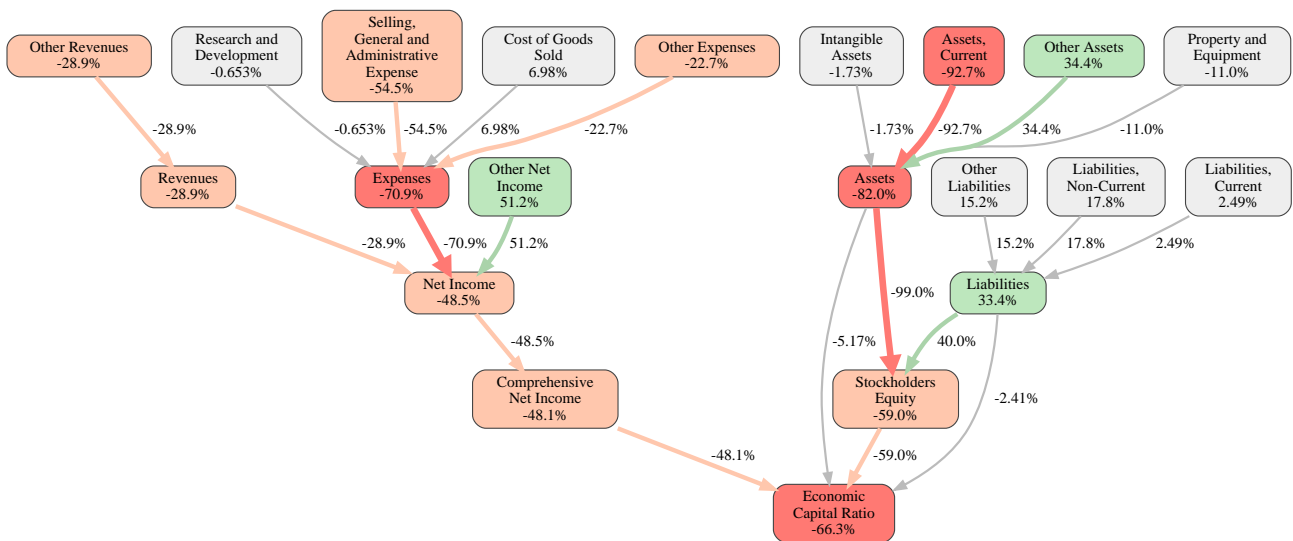 Other Revenues
-28.9%
Research and
Development
-0.653%
Selling,
General and
Administrative
Expense
-54.5%
Cost of Goods
Sold
6.98%
Other Expenses
-22.7%
Intangible
Assets
-1.73%
Assets,
Current
-92.7%
Other Assets
34.4%
Property and
Equipment
-11.0%
-28.9%
-0.653%
-54.5%
6.98%
-22.7%
-1.73%
-92.7%
34.4%
-11.0%
Revenues
-28.9%
Expenses
-70.9%
Other Net
Income
51.2%
Assets
-82.0%
Other
Liabilities
15.2%
Liabilities,
Non-Current
17.8%
Liabilities,
Current
2.49%
-28.9%
-70.9%
51.2%
15.2%
17.8%
2.49%
Net Income
-48.5%
-99.0%
Liabilities
33.4%
-48.5%
-5.17%
40.0%
Comprehensive
Net Income
-48.1%
Stockholders
Equity
-59.0%
-2.41%
-48.1%
-59.0%
Economic
Capital Ratio
-66.3%